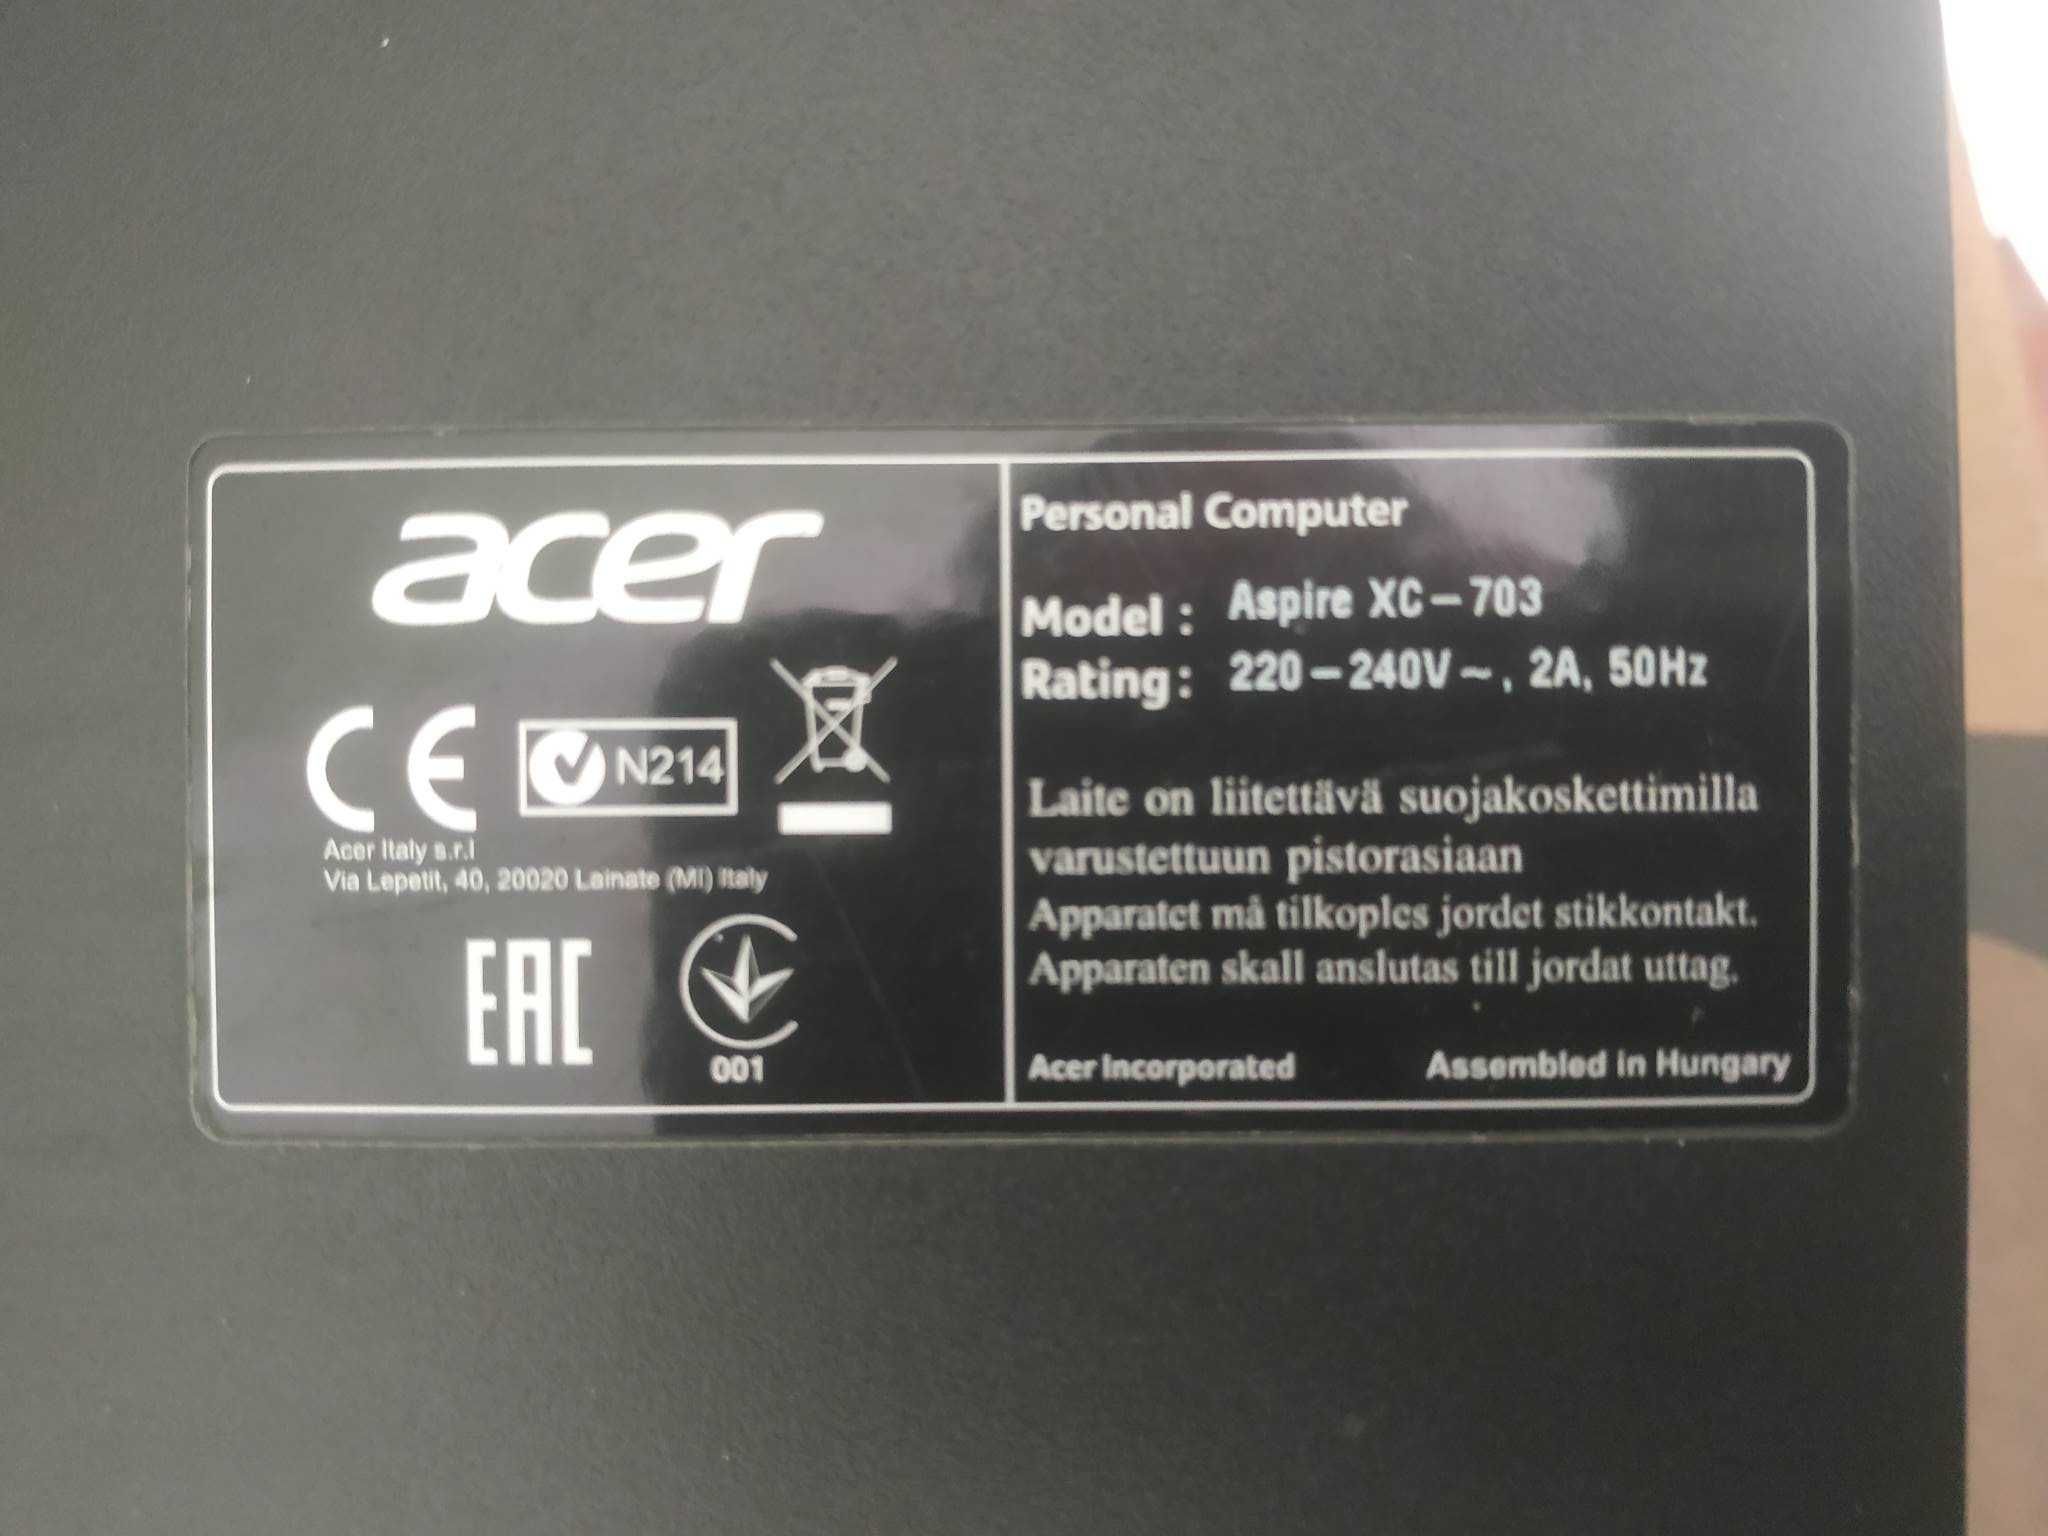 acer
CE
N214
Acer Italy s.r.l
Via Lepetit, 40, 20020 Lainate (MI) Italy
EAC
001
Personal Computer
Model : Aspire XC-703
Rating : 220-240V~, 2A, 50Hz
Laite on liitettävä suojakoskettimilla
varustettuun pistorasiaan
Apparatet må tilkoples jordet stikkontakt.
Apparaten skall anslutas till jordat uttag.
Acer Incorporated
Assembled in Hungary